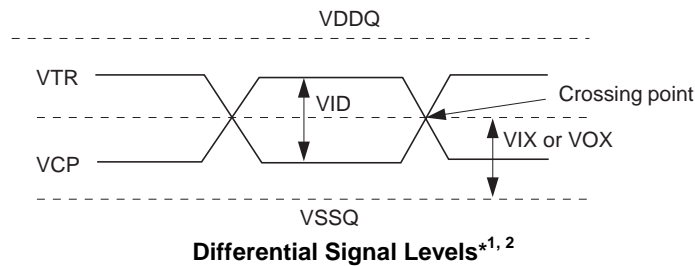 VDDQ
VTR
VID
Crossing point
VIX or VOX
VCP
VSSQ
Differential Signal Levels*1, 2